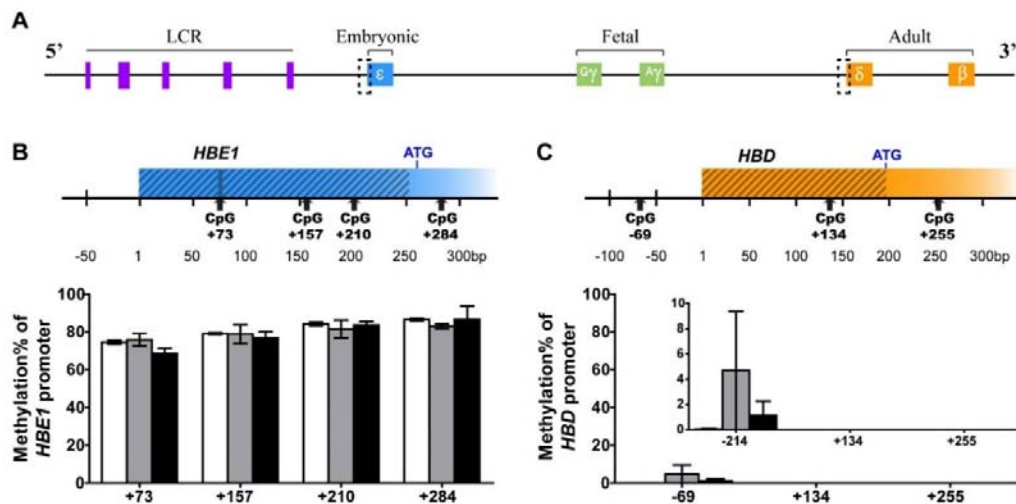 A
5’ LCR Embryonic Fetal Adult 3’
ε Gγ Aγ δ β
B
HBE1 ATG
CpG CpG CpG CpG
+73 +157 +210 +284
-50 1 50 100 150 200 250 300bp
Methylation% of
HBE1 promoter
100
80
60
40
20
0
+73 +157 +210 +284
C
HBD ATG
CpG CpG CpG
-69 +134 +255
-100 -50 1 50 100 150 200 250 300bp
Methylation% of
HBD promoter
100
80
60
40
20
0
10
8
6
4
2
0
-214 +134 +255
-69 +134 +255